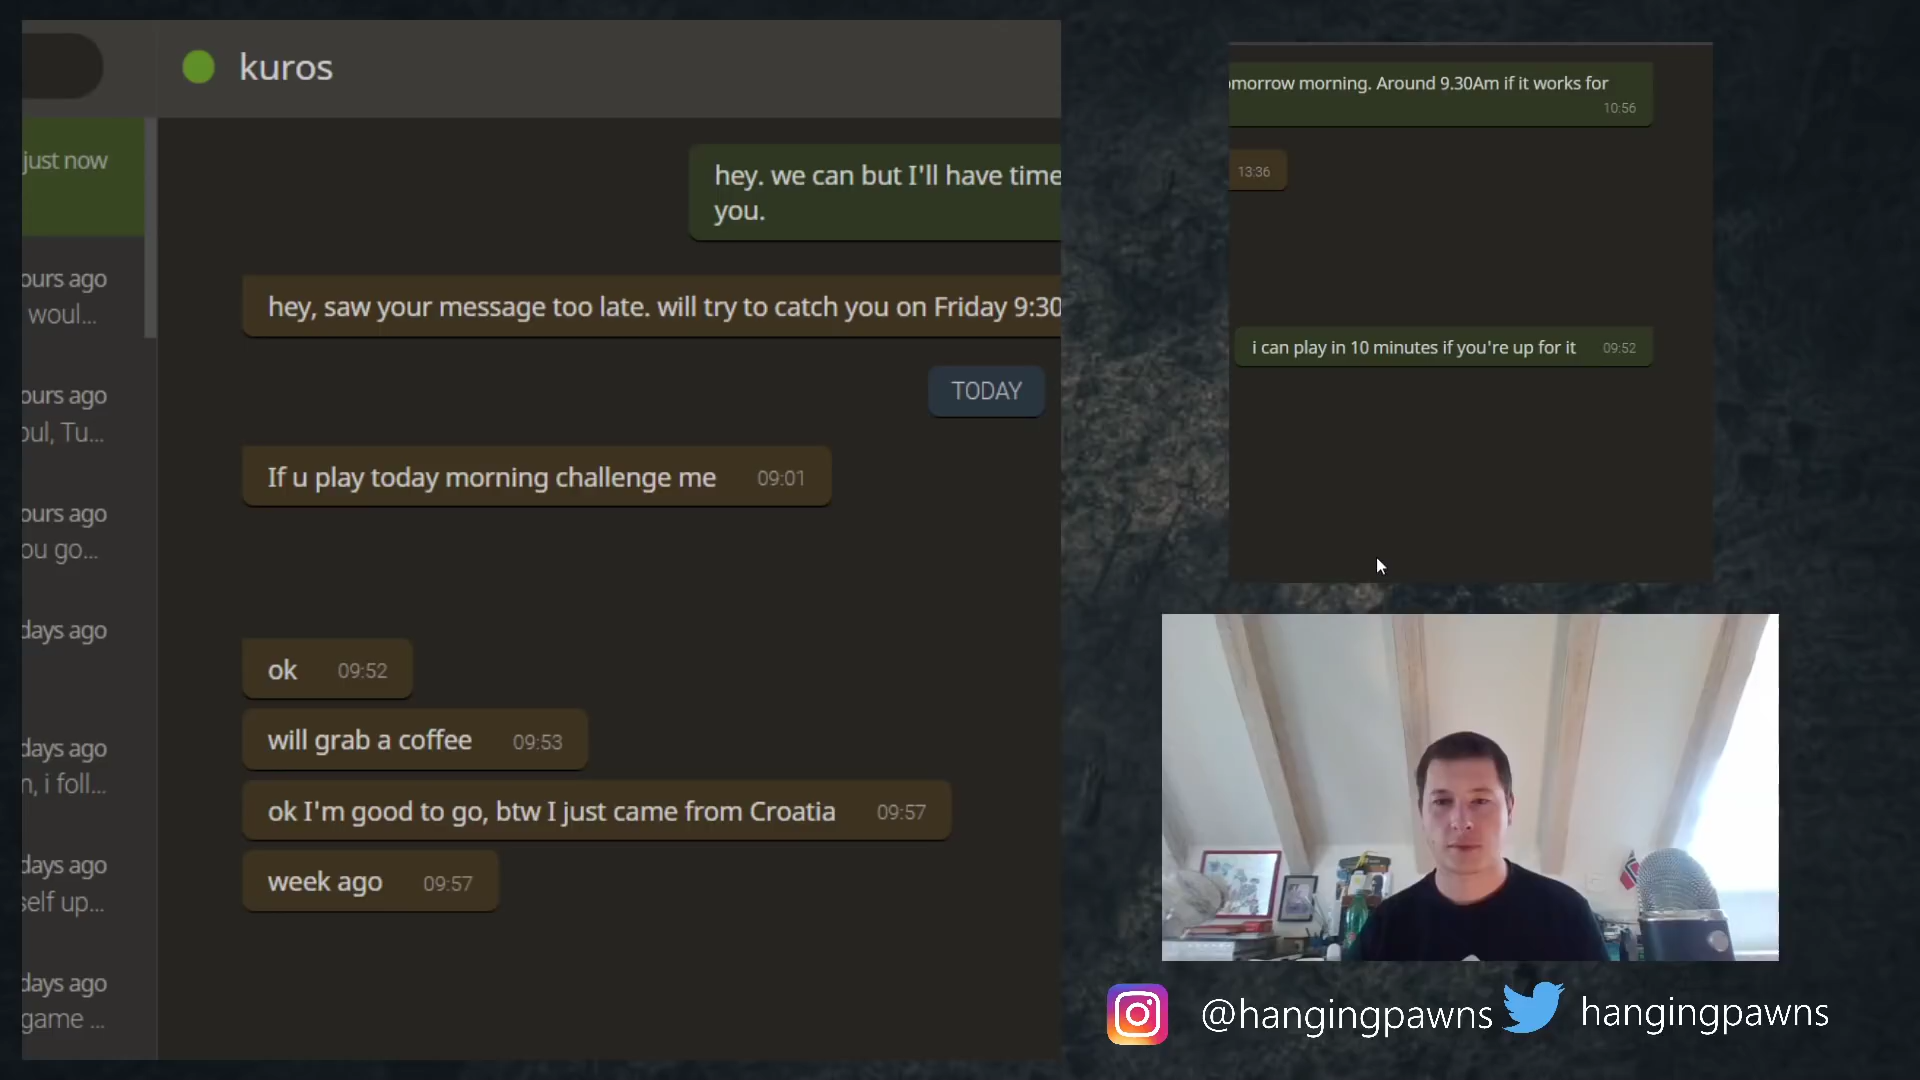 kuros
just now
ours ago
woul...
ours ago
oul, Tu...
ours ago
ou go...
days ago
days ago
n, i foll...
days ago
self up...
days ago
game ...
hey. we can but I'll have time
you.
hey, saw your message too late. will try to catch you on Friday 9:30
TODAY
If u play today morning challenge me 09:01
ok 09:52
will grab a coffee 09:53
ok I'm good to go, btw I just came from Croatia 09:57
week ago 09:57
omorrow morning. Around 9.30Am if it works for
10:56
13:36
i can play in 10 minutes if you're up for it 09:52
@hangingpawns
hangingpawns